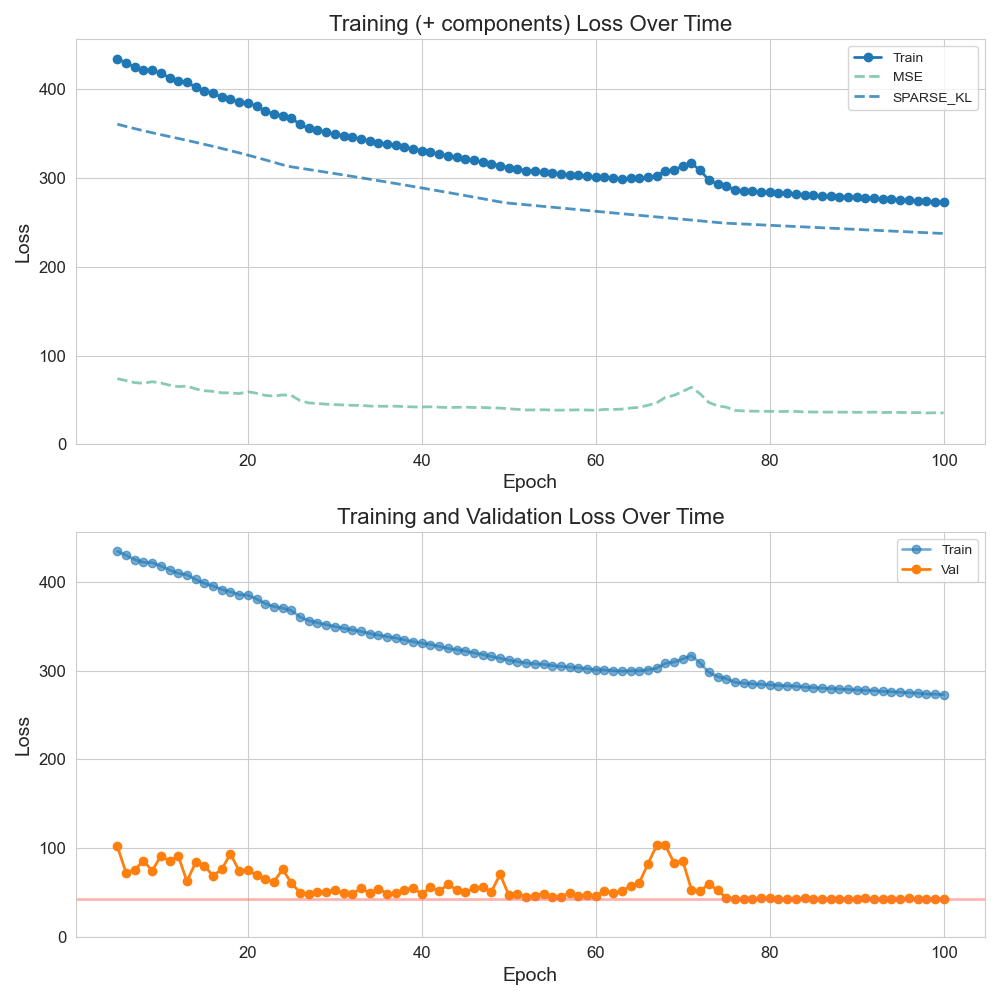 Training (+ components) Loss Over Time
Train
MSE
SPARSE_KL
400
300
200
100
0
Loss
20 40 60 80 100
Epoch
Training and Validation Loss Over Time
Train
Val
400
300
200
100
0
Loss
20 40 60 80 100
Epoch